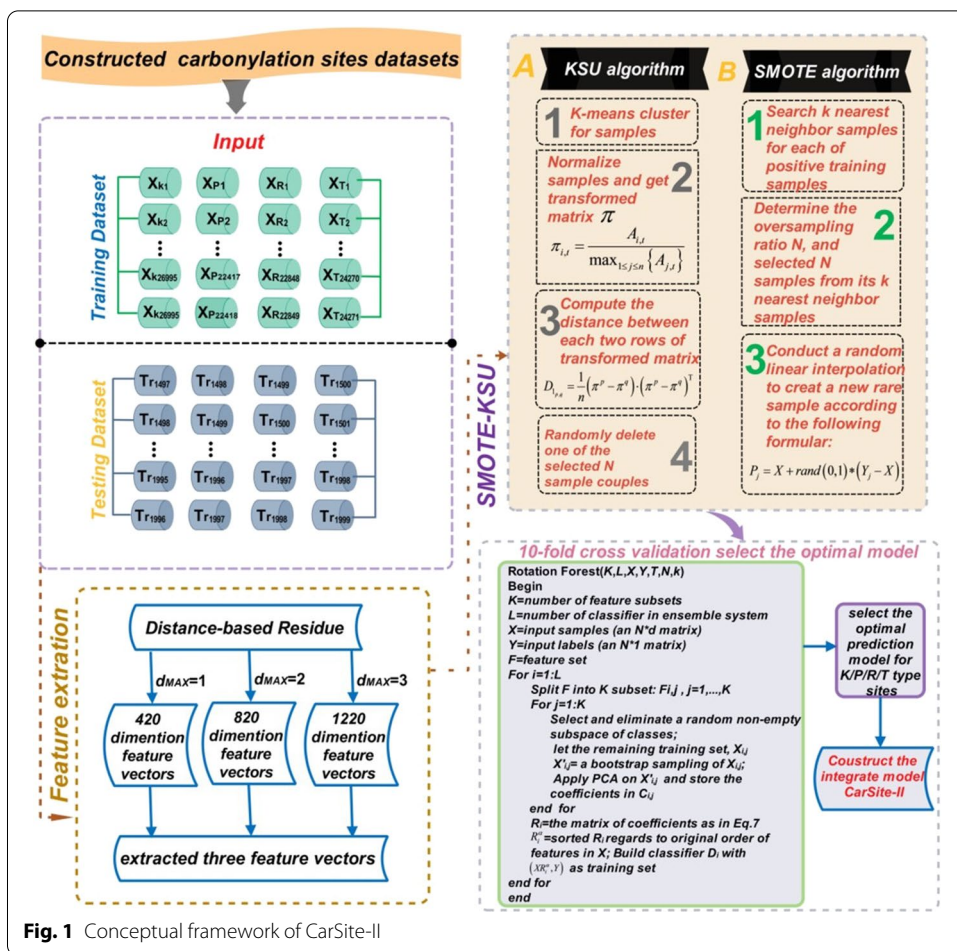 Constructed carbonylation sites datasets
Input
Training Dataset
Xk1 XP1 XR1 XT1
Xk2 XP2 XR2 XT2
⋮ ⋮ ⋮ ⋮
Xk26995 XP22417 XR22848 XT24270
Xk26995 XP22418 XR22849 XT24271
Testing Dataset
Tr1497 Tr1498 Tr1499 Tr1500
Tr1498 Tr1499 Tr1500 Tr1501
⋮ ⋮ ⋮ ⋮
Tr1995 Tr1996 Tr1997 Tr1998
Tr1996 Tr1997 Tr1998 Tr1999
Feature extration
Distance-based Residue
dMAX=1 dMAX=2 dMAX=3
420 dimention feature vectors
820 dimention feature vectors
1220 dimention feature vectors
extracted three feature vectors
SMOTE-KSU
A KSU algorithm
1 K-means cluster
for samples
Normalize
samples and get
transformed
matrix π
2
πi,t = Ai,t / max1≤j≤n {Aj,t}
3 Compute the
distance between
each two rows of
transformed matrix
D = 1/n (πp − πq)·(πp − πq)T
Randomly delete
one of the
selected N
sample couples
4
B SMOTE algorithm
1 Search k nearest
neighbor samples
for each of
positive training
samples
Determine the
oversampling
ratio N, and
selected N
samples from its k
nearest neighbor
samples
2
3 Conduct a random
linear interpolation
to creat a new rare
sample according
to the following
formular:
Pj = X + rand(0,1)*(Yj − X)
10-fold cross validation select the optimal model
Rotation Forest(K,L,X,Y,T,N,k)
Begin
K=number of feature subsets
L=number of classifier in ensemble system
X=input samples (an N*d matrix)
Y=input labels (an N*1 matrix)
F=feature set
For i=1:L
Split F into K subset: Fi,j , j=1,...,K
For j=1:K
Select and eliminate a random non-empty
subspace of classes;
let the remaining training set, Xi,j
X'i,j= a bootstrap sampling of Xi,j;
Apply PCA on X'i,j and store the
coefficients in Ci,j
end for
Ri=the matrix of coefficients as in Eq.7
Ria=sorted Ri regards to original order of
features in X; Build classifier Di with
(XRia,Y) as training set
end for
end
select the
optimal
prediction
model for
K/P/R/T type
sites
Coustruct the
integrate model
CarSite-II
Fig. 1 Conceptual framework of CarSite-II